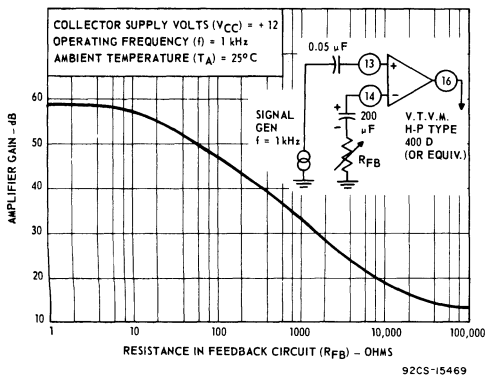 COLLECTOR SUPPLY VOLTS (VCC) = + 12
OPERATING FREQUENCY (f) = 1 kHz
AMBIENT TEMPERATURE (TA) = 25°C
0.05 µF
13
+
16
14
−
+
200
µF
−
SIGNAL
GEN
f = 1kHz
RFB
V.T.V.M.
H-P TYPE
400 D
(OR EQUIV.)
AMPLIFIER GAIN – dB
60
50
40
30
20
10
1
10
100
1000
10,000
100,000
RESISTANCE IN FEEDBACK CIRCUIT (RFB) – OHMS
92CS-15469